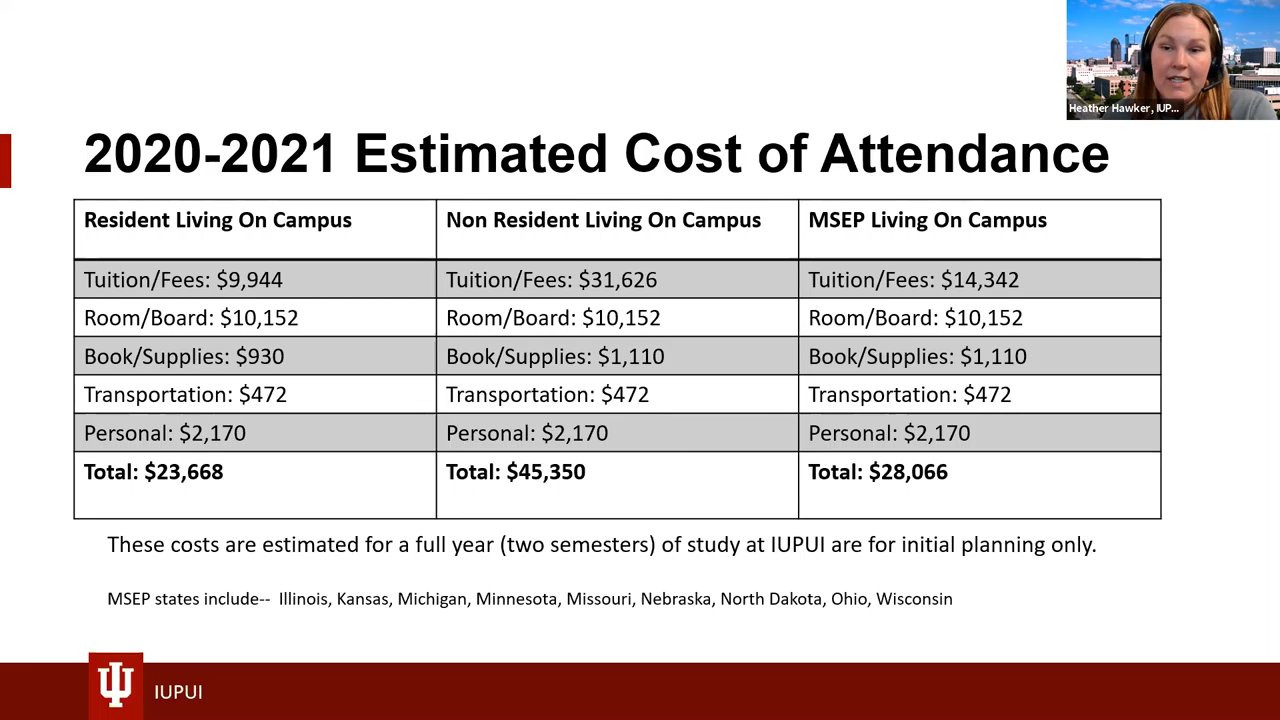 Heather Hawker, IUP...
2020-2021 Estimated Cost of Attendance
Resident Living On Campus
Non Resident Living On Campus
MSEP Living On Campus
Tuition/Fees: $9,944
Tuition/Fees: $31,626
Tuition/Fees: $14,342
Room/Board: $10,152
Room/Board: $10,152
Room/Board: $10,152
Book/Supplies: $930
Book/Supplies: $1,110
Book/Supplies: $1,110
Transportation: $472
Transportation: $472
Transportation: $472
Personal: $2,170
Personal: $2,170
Personal: $2,170
Total: $23,668
Total: $45,350
Total: $28,066
These costs are estimated for a full year (two semesters) of study at IUPUI are for initial planning only.
MSEP states include-- Illinois, Kansas, Michigan, Minnesota, Missouri, Nebraska, North Dakota, Ohio, Wisconsin
IUPUI